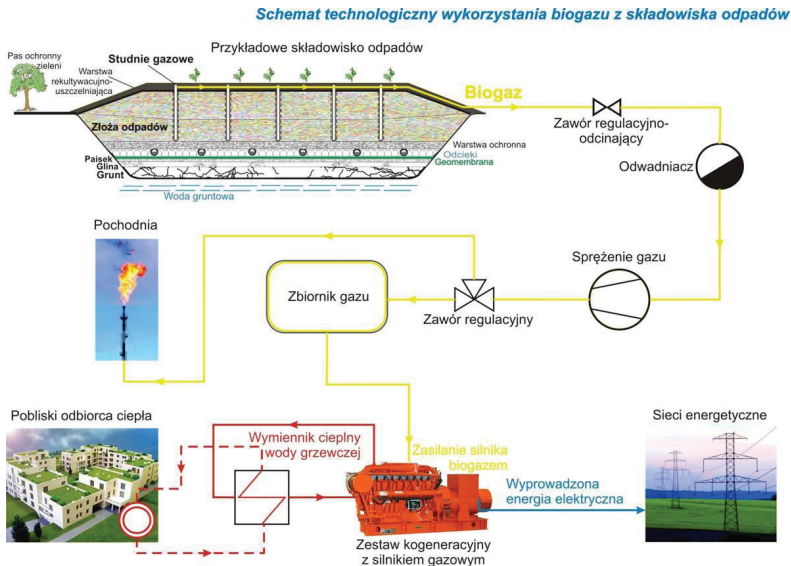 Schemat technologiczny wykorzystania biogazu z składowiska odpadów
Przykładowe składowisko odpadów
Studnie gazowe
Pas ochronny
zieleni
Warstwa
rekultywacujno-
uszczelniająca
Biogaz
Zawór regulacyjno-
odcinający
Złoża odpadów
Warstwa ochronna
Odcieki
Geomembrana
Paisek
Glina
Grunt
Woda gruntowa
Odwadniacz
Pochodnia
Zbiornik gazu
Zawór regulacyjny
Sprężenie gazu
Pobliski odbiorca ciepła
Wymiennik cieplny
wody grzewczej
Zasilanie silnika
biogazem
Sieci energetyczne
Wyprowadzona
energia elektryczna
Zestaw kogeneracyjny
z silnikiem gazowym